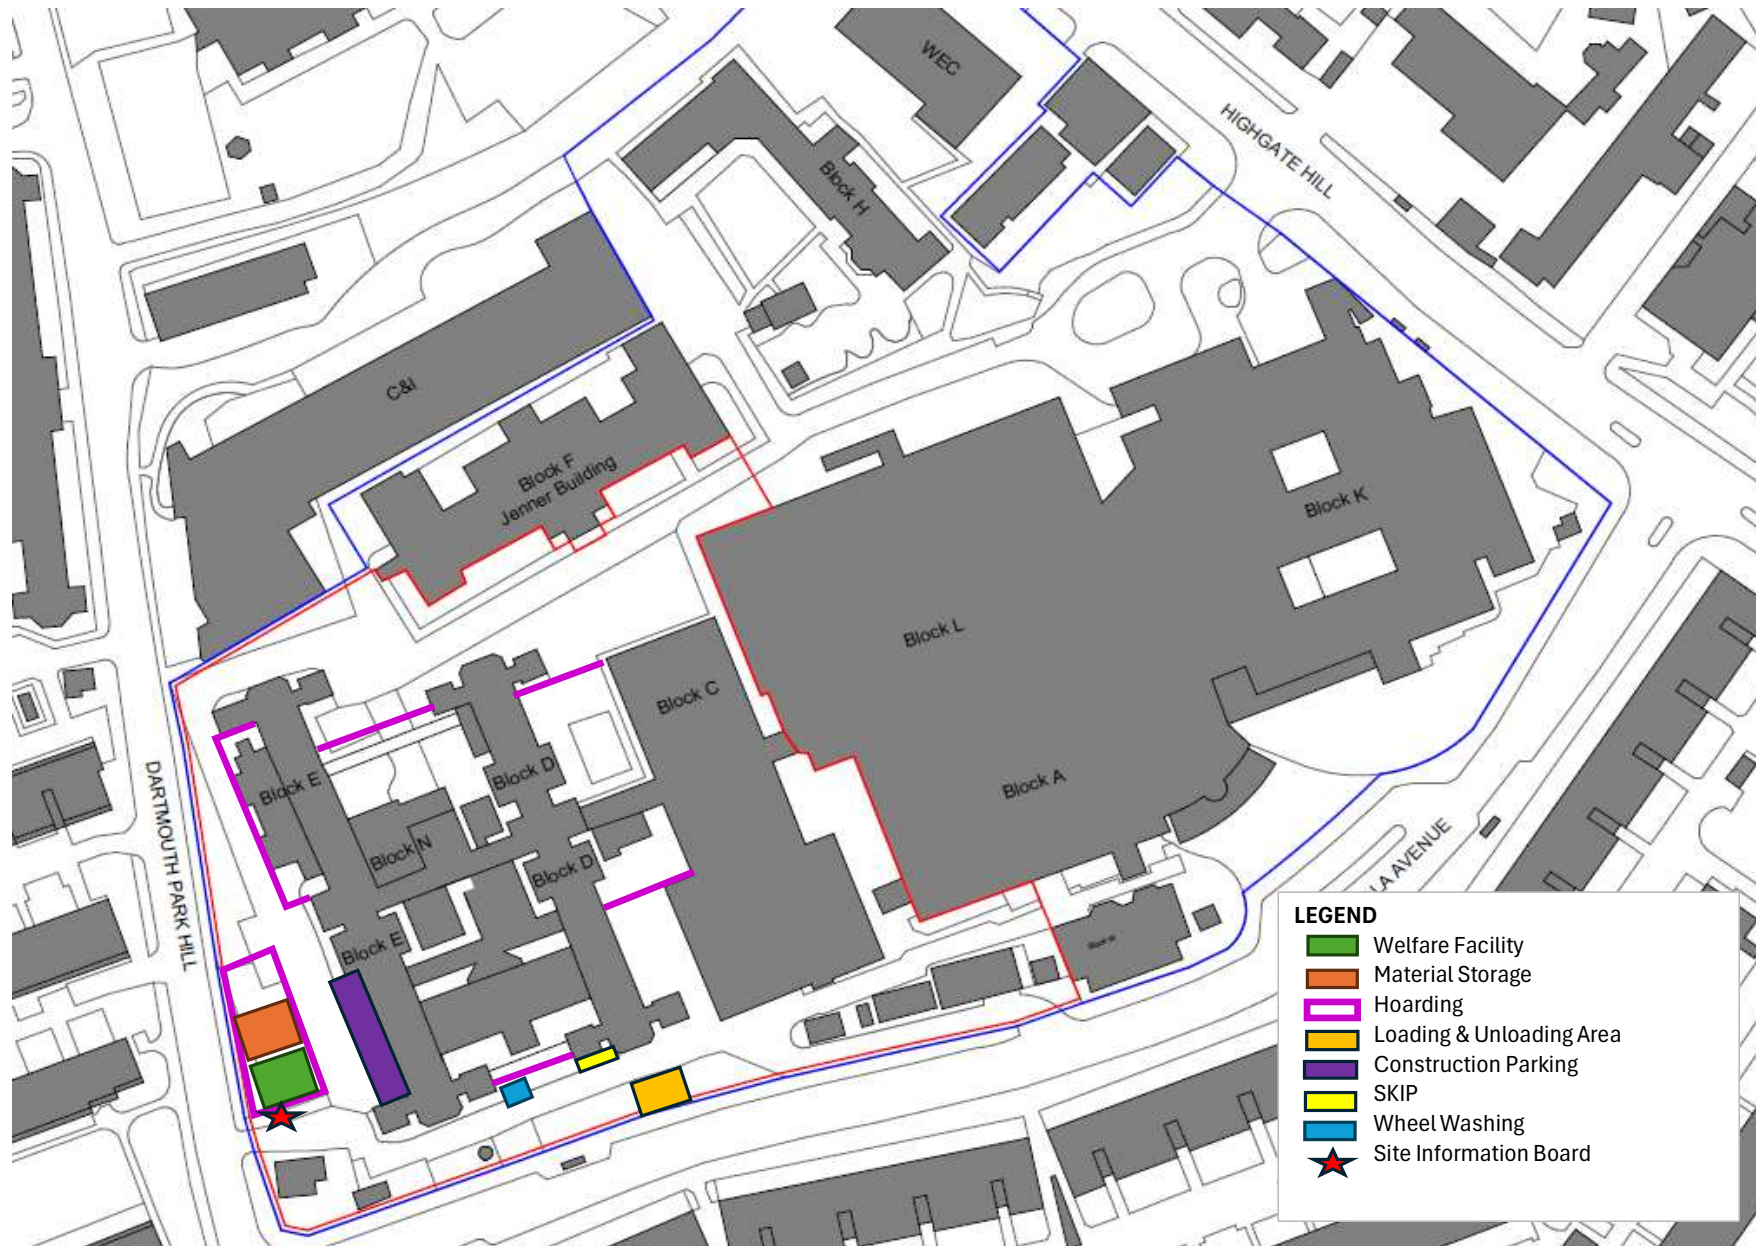 WEC
HIGHGATE HILL
Block H
C&I
Block F
Jenner Building
Block K
Block L
Block C
Block D
Block E
Block A
Block N
Block D
Block E
DARTMOUTH PARK HILL
LA AVENUE
LEGEND
Welfare Facility
Material Storage
Hoarding
Loading & Unloading Area
Construction Parking
SKIP
Wheel Washing
Site Information Board